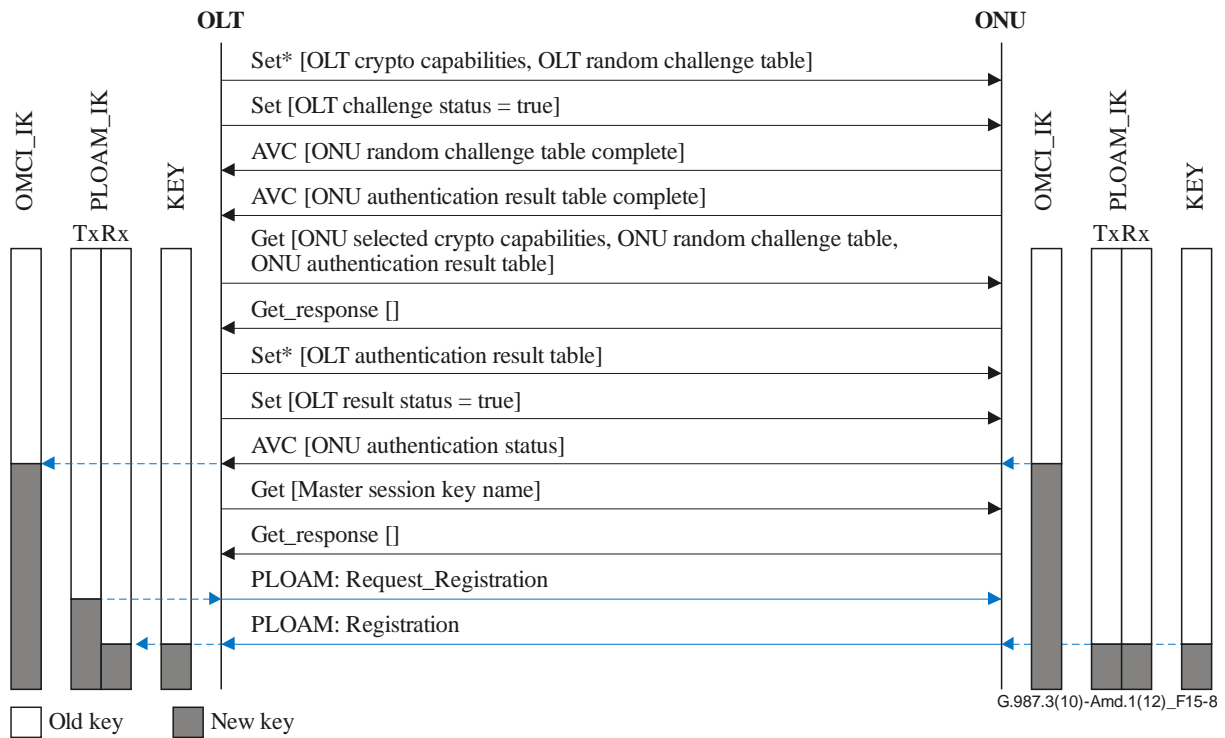 OLT
ONU
Set* [OLT crypto capabilities, OLT random challenge table]
Set [OLT challenge status = true]
AVC [ONU random challenge table complete]
AVC [ONU authentication result table complete]
Get [ONU selected crypto capabilities, ONU random challenge table,
ONU authentication result table]
Get_response []
Set* [OLT authentication result table]
Set [OLT result status = true]
AVC [ONU authentication status]
Get [Master session key name]
Get_response []
PLOAM: Request_Registration
PLOAM: Registration
OMCI_IK
PLOAM_IK
KEY
Tx Rx
OMCI_IK
PLOAM_IK
KEY
Tx Rx
G.987.3(10)-Amd.1(12)_F15-8
Old key
New key